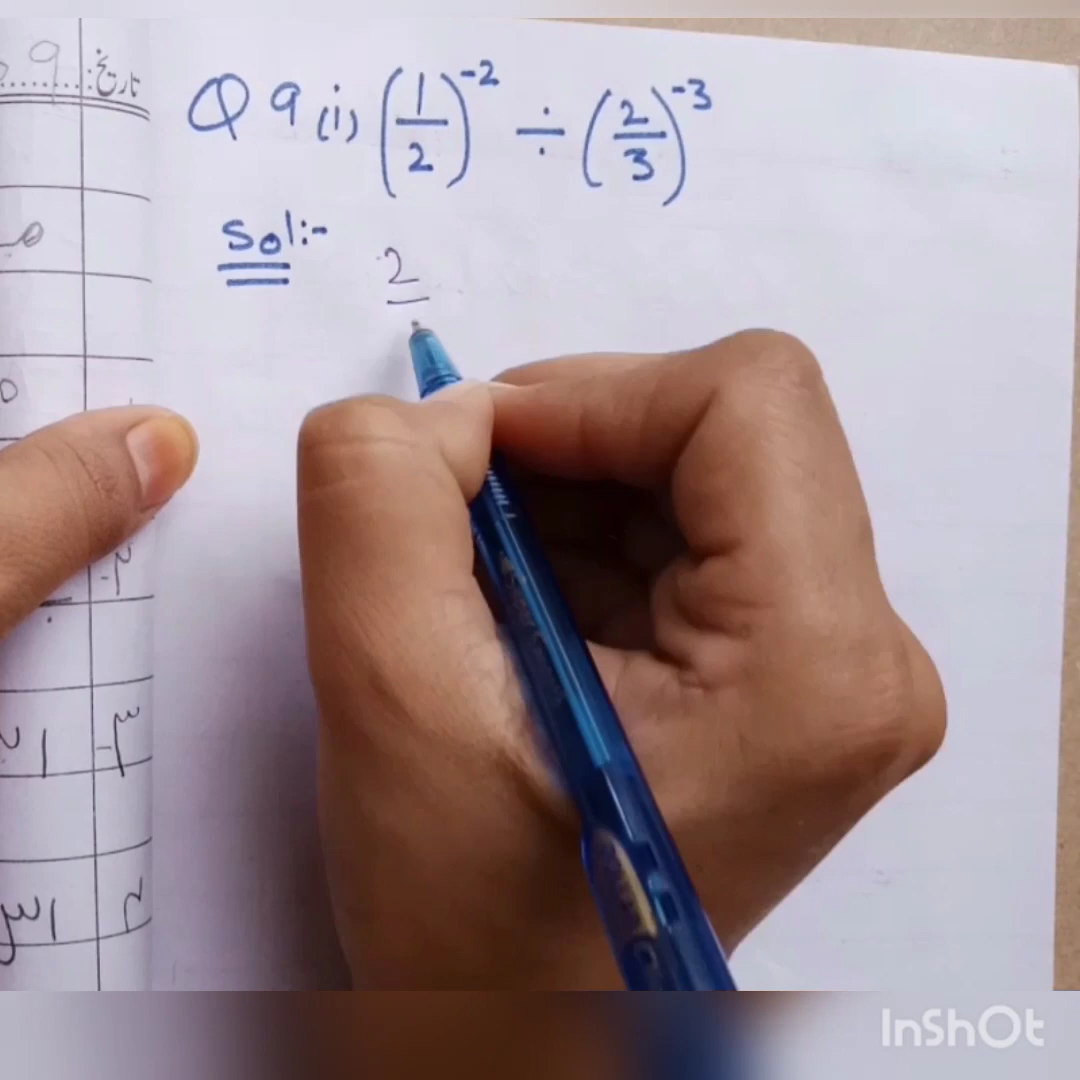 تاریخ:
Q 9 (i) (1/2)^-2 ÷ (2/3)^-3
Sol:-
2
InShOt